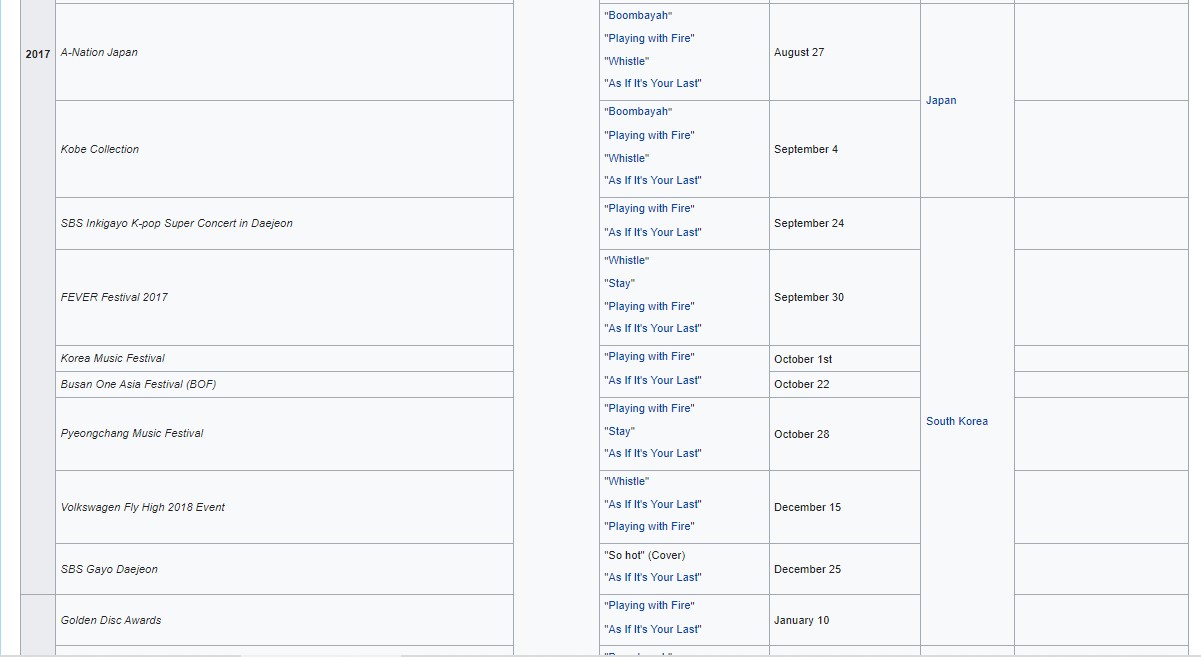 "Boombayah"
"Playing with Fire"
2017 A-Nation Japan August 27
"Whistle"
"As If It's Your Last"
Japan
"Boombayah"
"Playing with Fire"
Kobe Collection September 4
"Whistle"
"As If It's Your Last"
"Playing with Fire"
SBS Inkigayo K-pop Super Concert in Daejeon September 24
"As If It's Your Last"
"Whistle"
"Stay"
FEVER Festival 2017 September 30
"Playing with Fire"
"As If It's Your Last"
Korea Music Festival "Playing with Fire" October 1st
Busan One Asia Festival (BOF) "As If It's Your Last" October 22
"Playing with Fire"
South Korea
Pyeongchang Music Festival "Stay" October 28
"As If It's Your Last"
"Whistle"
Volkswagen Fly High 2018 Event "As If It's Your Last" December 15
"Playing with Fire"
"So hot" (Cover)
SBS Gayo Daejeon December 25
"As If It's Your Last"
"Playing with Fire"
Golden Disc Awards January 10
"As If It's Your Last"